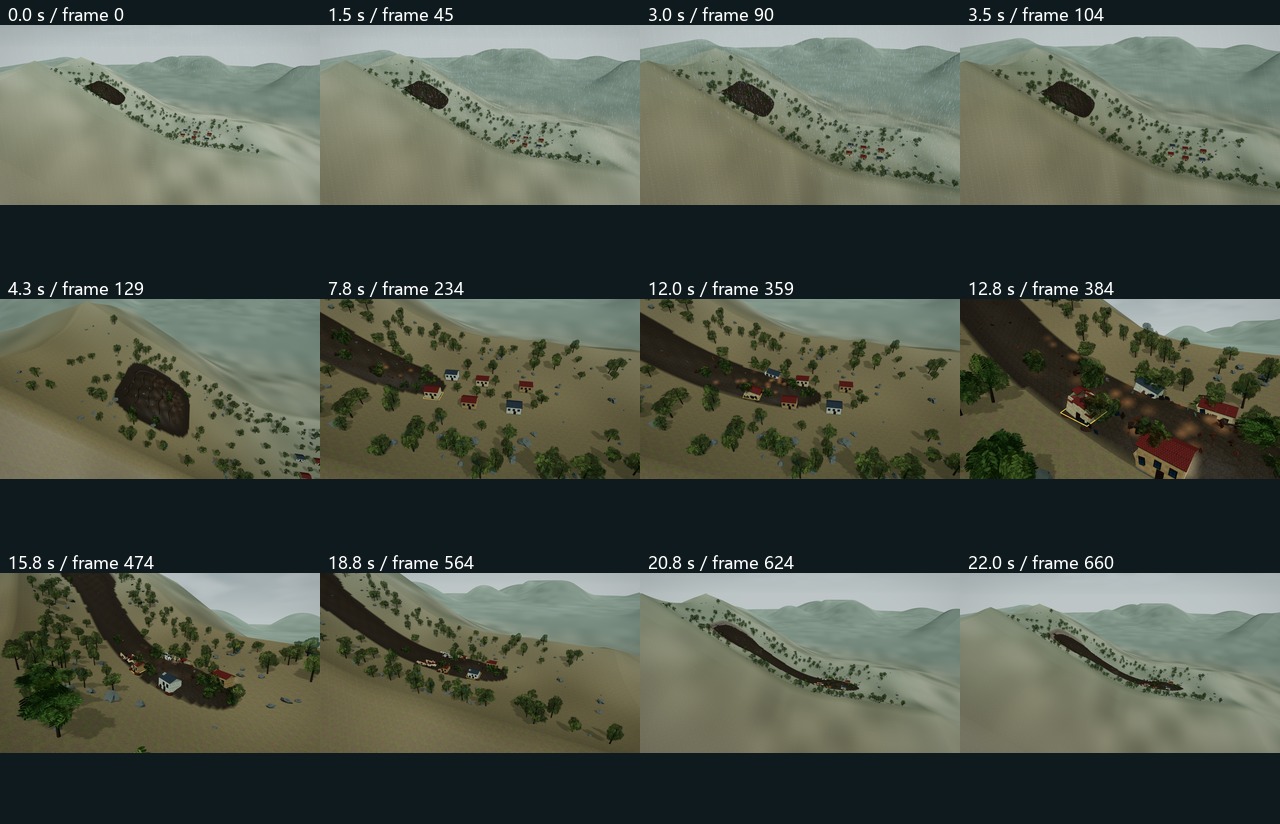 0.0 s / frame 0
1.5 s / frame 45
3.0 s / frame 90
3.5 s / frame 104
4.3 s / frame 129
7.8 s / frame 234
12.0 s / frame 359
12.8 s / frame 384
15.8 s / frame 474
18.8 s / frame 564
20.8 s / frame 624
22.0 s / frame 660